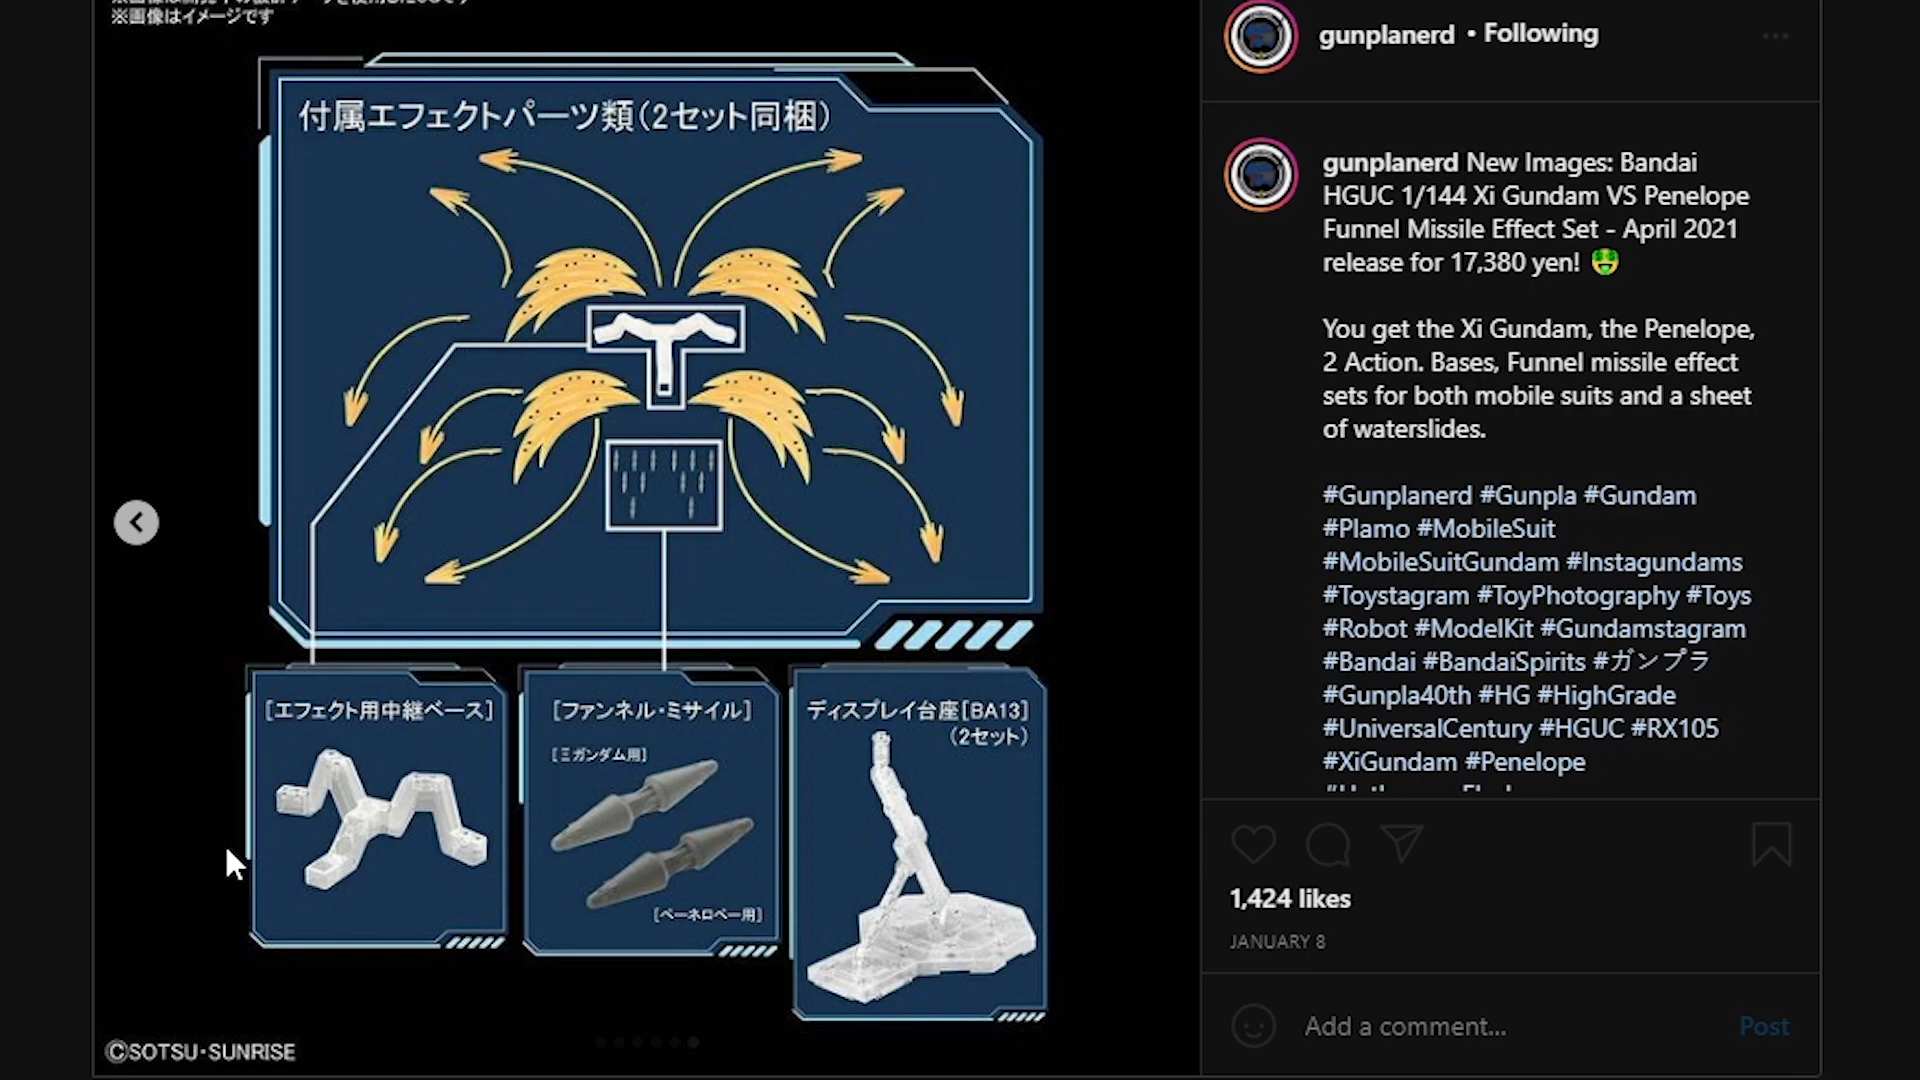 ※画像はイメージです
付属エフェクトパーツ類(2セット同梱)
[エフェクト用中継ベース]
[ファンネル・ミサイル]
[Ξガンダム用]
[ペーネロペー用]
ディスプレイ台座[BA13]
(2セット)
©SOTSU・SUNRISE
gunplanerd • Following
gunplanerd New Images: Bandai
HGUC 1/144 Xi Gundam VS Penelope
Funnel Missile Effect Set - April 2021
release for 17,380 yen! 🤑
You get the Xi Gundam, the Penelope,
2 Action. Bases, Funnel missile effect
sets for both mobile suits and a sheet
of waterslides.
#Gunplanerd #Gunpla #Gundam
#Plamo #MobileSuit
#MobileSuitGundam #Instagundams
#Toystagram #ToyPhotography #Toys
#Robot #ModelKit #Gundamstagram
#Bandai #BandaiSpirits #ガンプラ
#Gunpla40th #HG #HighGrade
#UniversalCentury #HGUC #RX105
#XiGundam #Penelope
1,424 likes
JANUARY 8
Add a comment...
Post